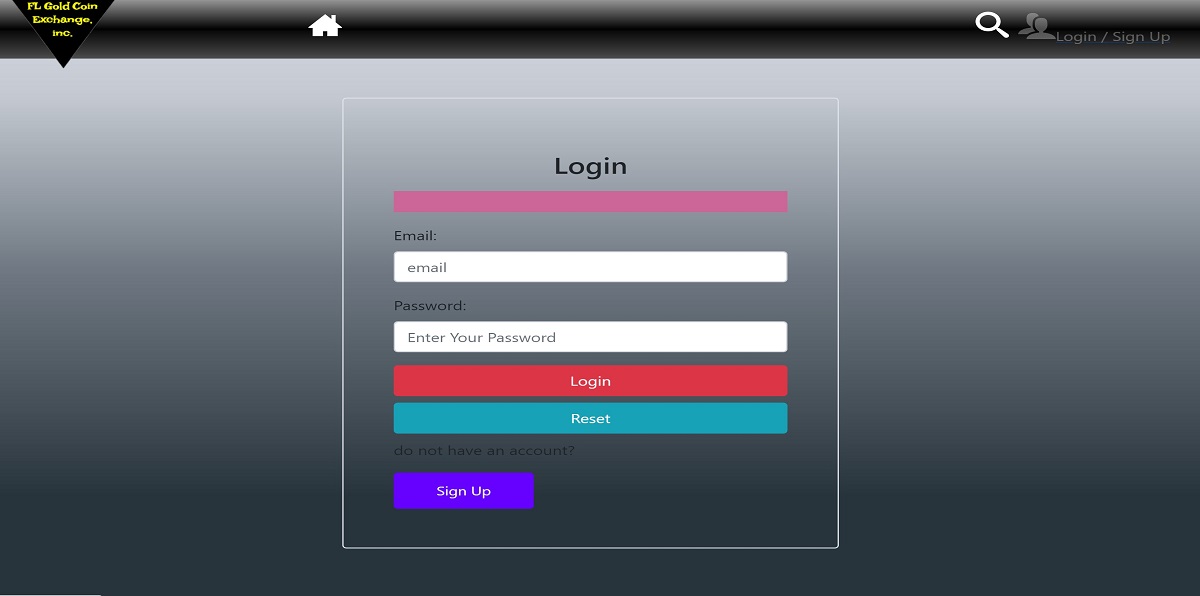 FL Gold Coin
Exchange,
inc.
Login / Sign Up
Login
Email:
email
Password:
Enter Your Password
Login
Reset
do not have an account?
Sign Up